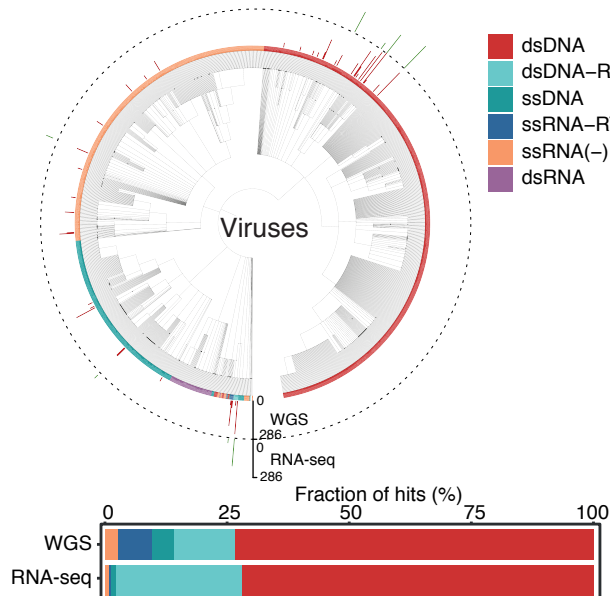 dsDNA
dsDNA–R
ssDNA
ssRNA–R
ssRNA(−)
dsRNA
Viruses
0
WGS
286
0
RNA-seq
286
Fraction of hits (%)
0 25 50 75 100
WGS
RNA-seq